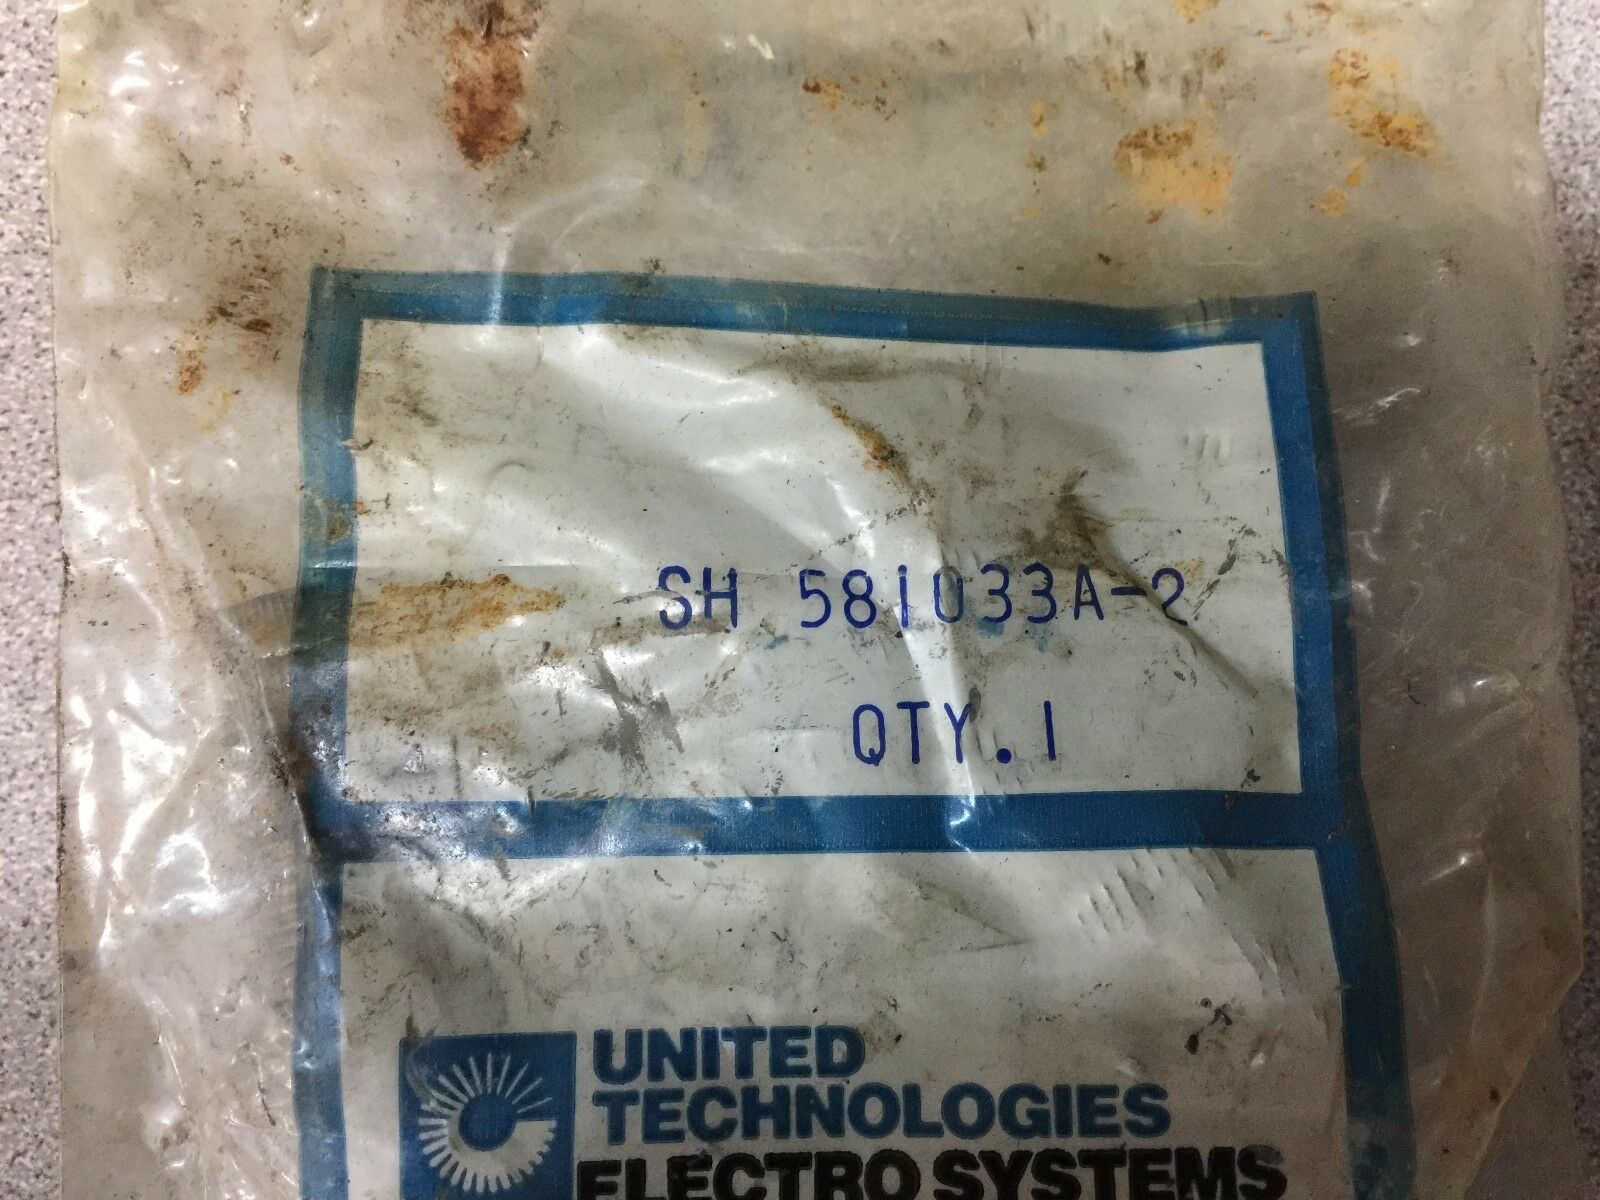 SH 581033A-2
QTY. 1
UNITED
TECHNOLOGIES
ELECTRO SYSTEMS